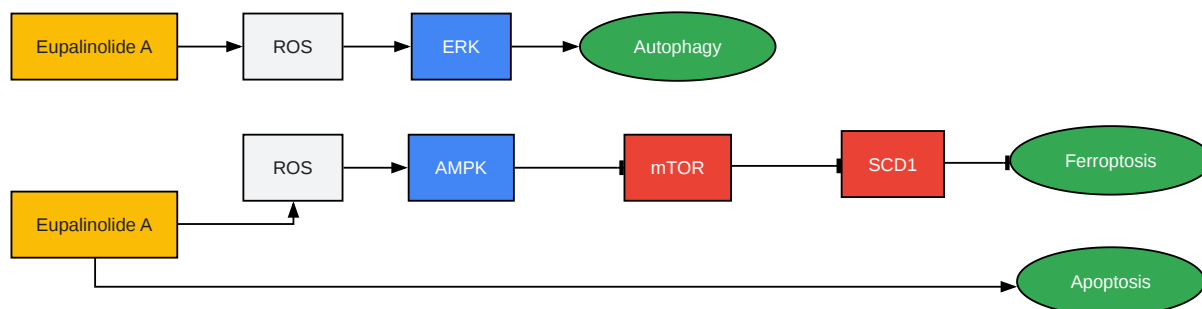 Eupalinolide A
ROS
ERK
Autophagy
ROS
AMPK
mTOR
SCD1
Ferroptosis
Eupalinolide A
Apoptosis